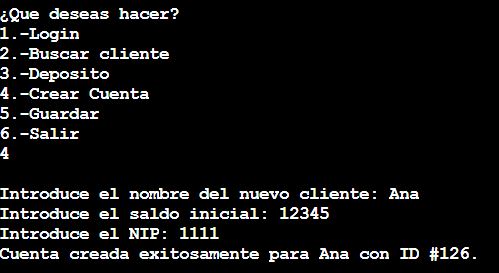 ¿Que deseas hacer?
1.-Login
2.-Buscar cliente
3.-Deposito
4.-Crear Cuenta
5.-Guardar
6.-Salir
4
Introduce el nombre del nuevo cliente: Ana
Introduce el saldo inicial: 12345
Introduce el NIP: 1111
Cuenta creada exitosamente para Ana con ID #126.